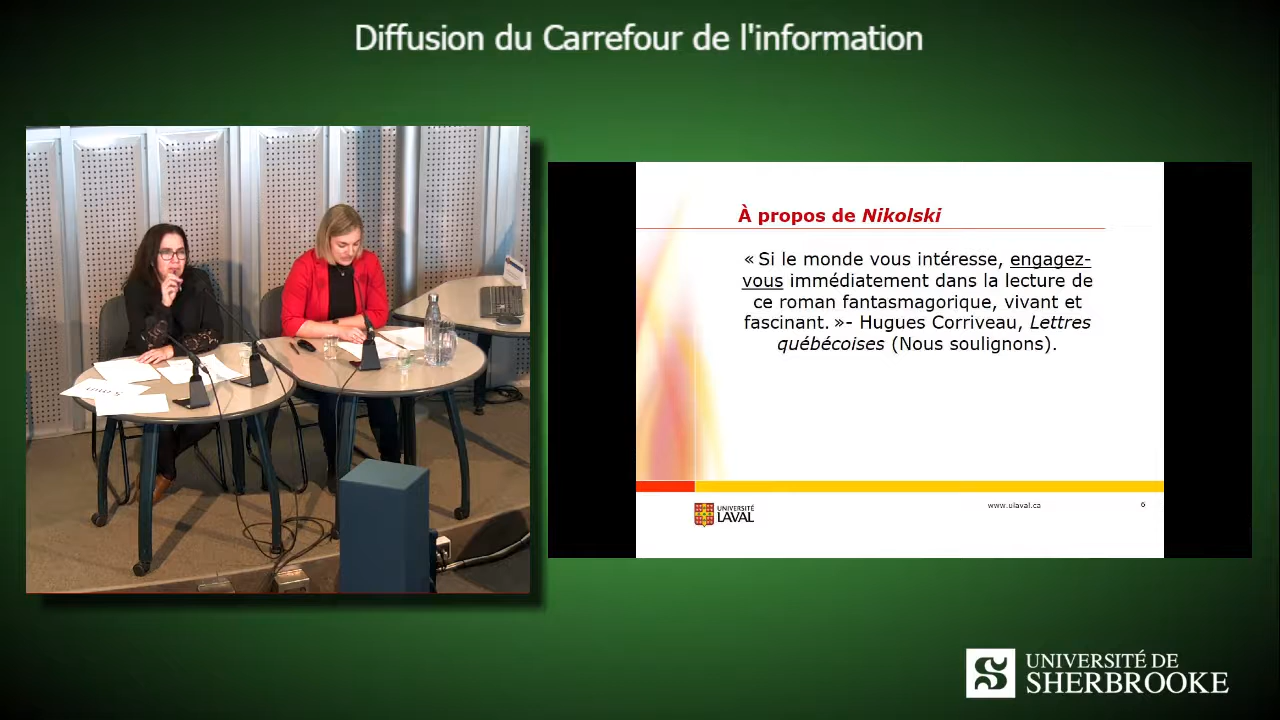 Diffusion du Carrefour de l'information
À propos de Nikolski
« Si le monde vous intéresse, engagez-
vous immédiatement dans la lecture de
ce roman fantasmagorique, vivant et
fascinant. »- Hugues Corriveau, Lettres
québécoises (Nous soulignons).
UNIVERSITÉ
LAVAL
www.ulaval.ca
6
UNIVERSITÉ DE
SHERBROOKE